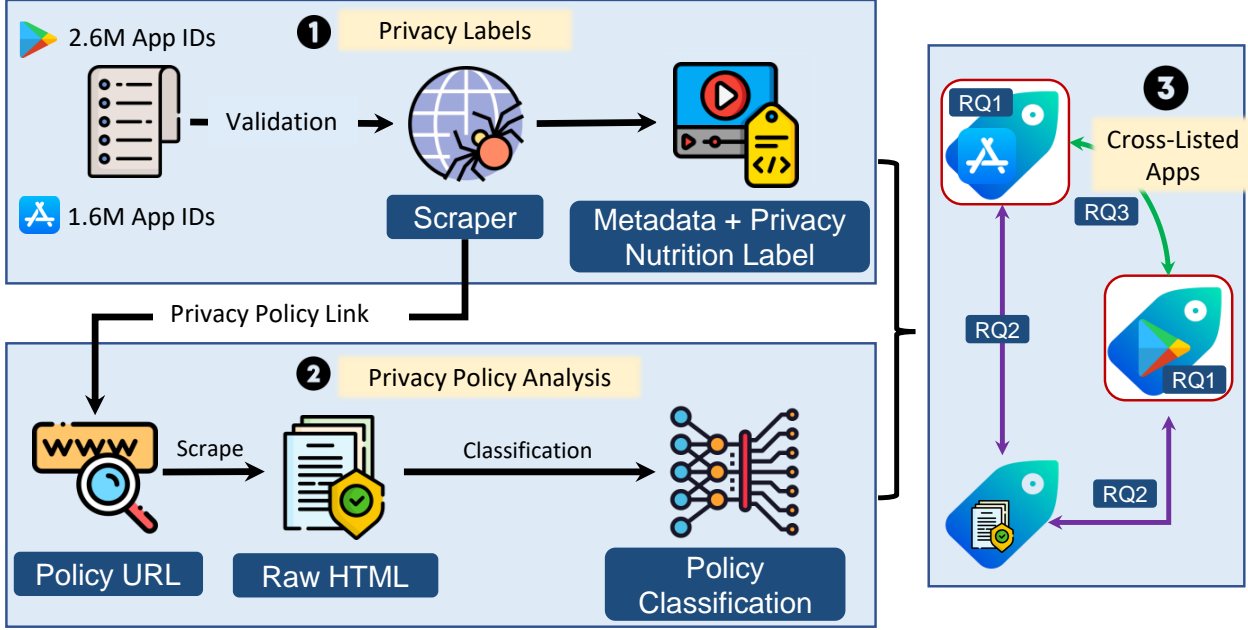 2.6M App IDs
1
Privacy Labels
Validation
</>
1.6M App IDs
Scraper
Metadata + Privacy
Nutrition Label
Privacy Policy Link
2
Privacy Policy Analysis
www
Scrape
Classification
Policy URL
Raw HTML
Policy
Classification
3
RQ1
Cross-Listed
Apps
RQ3
RQ2
RQ1
RQ2